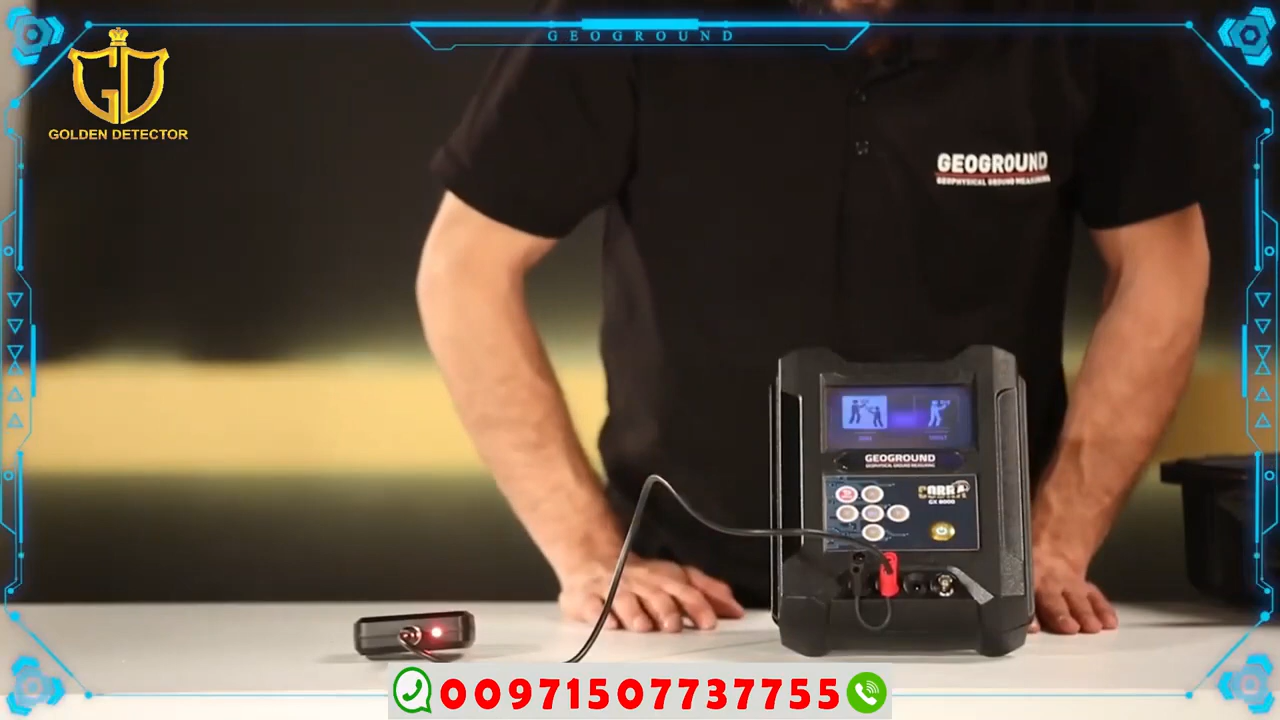 GEOGROUND
GOLDEN DETECTOR
GEOGROUND
GEOPHYSICAL GROUND MEASURING
GEOGROUND
GEOPHYSICAL GROUND MEASURING
COBRA
GX 8000
00971507737755